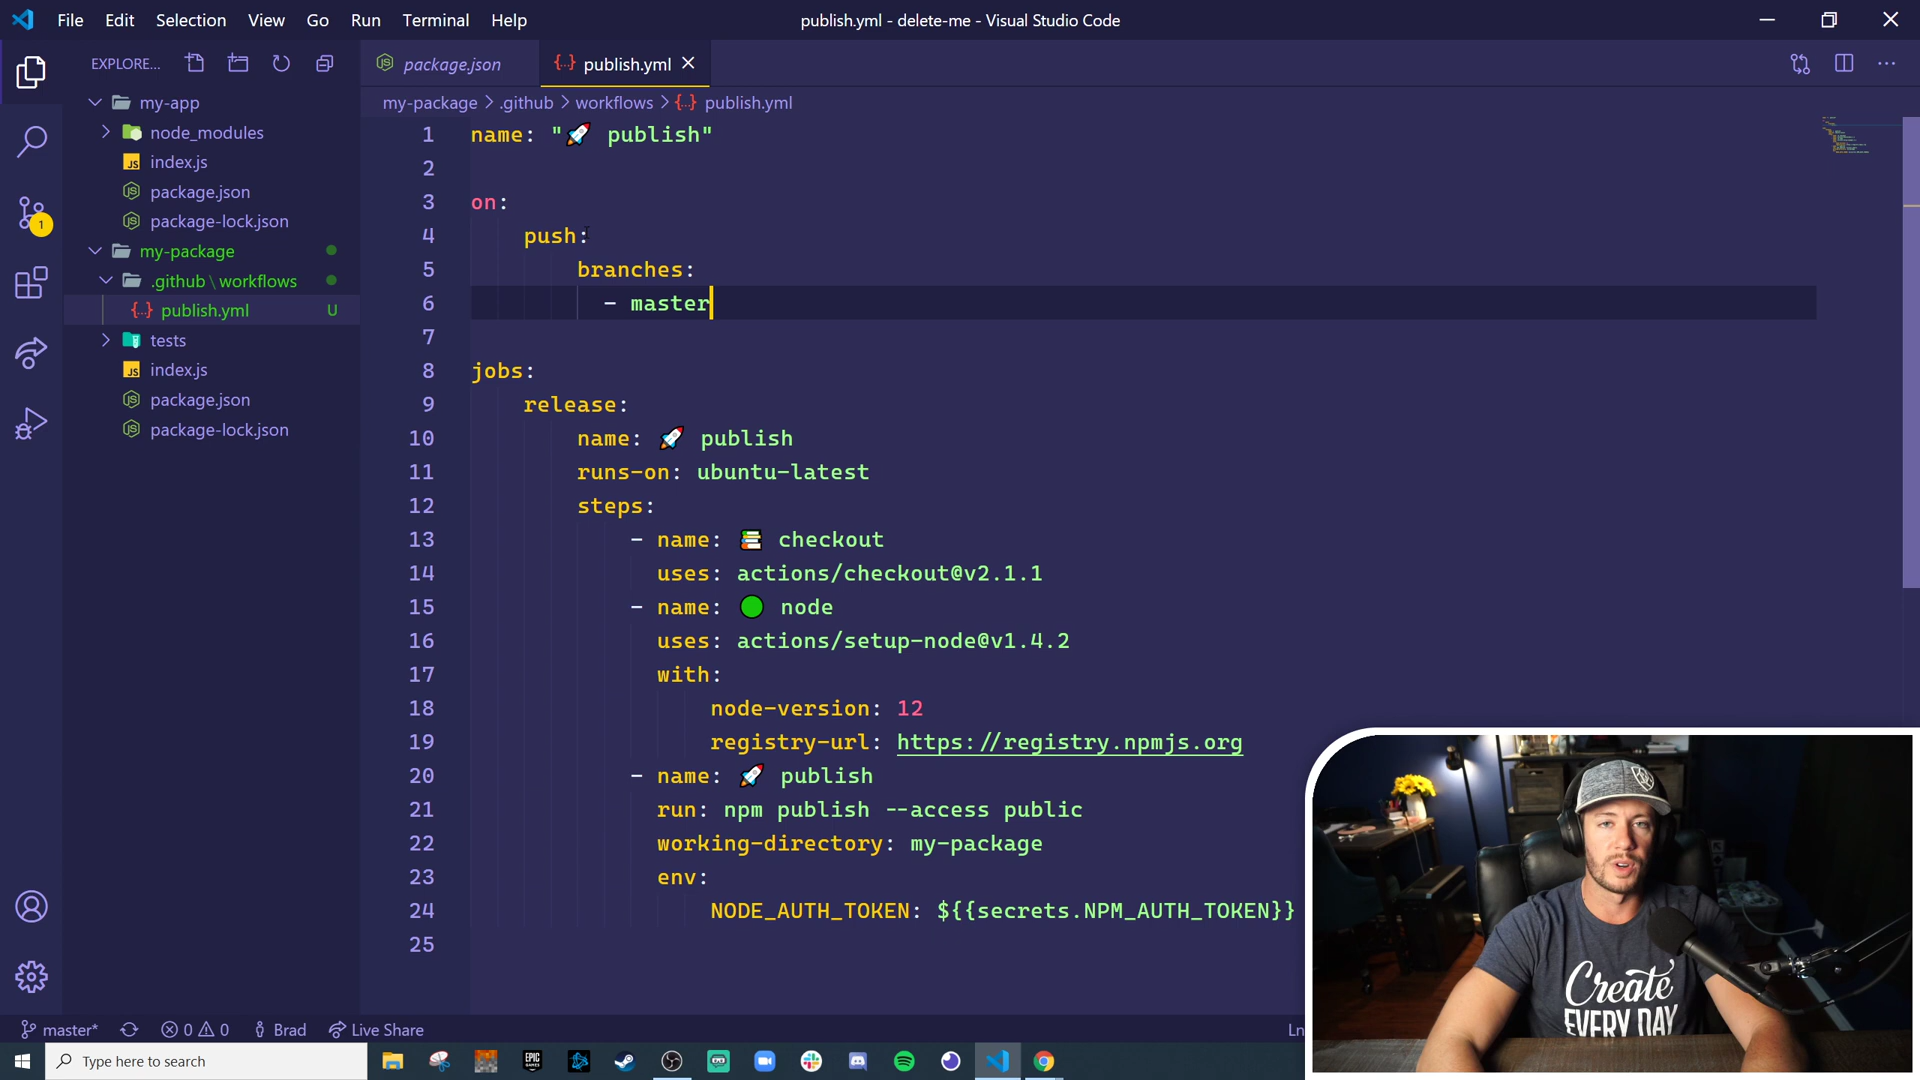 File Edit Selection View Go Run Terminal Help
publish.yml - delete-me - Visual Studio Code
EXPLORE...
package.json
publish.yml
my-package > .github > workflows > {..} publish.yml
my-app
node_modules
JS index.js
package.json
package-lock.json
1
my-package
.github \ workflows
{..} publish.yml U
tests
JS index.js
package.json
package-lock.json
1 name: "🚀 publish"
2
3 on:
4 push:
5 branches:
6 - master
7
8 jobs:
9 release:
10 name: 🚀 publish
11 runs-on: ubuntu-latest
12 steps:
13 - name: 📚 checkout
14 uses: actions/checkout@v2.1.1
15 - name: 🟢 node
16 uses: actions/setup-node@v1.4.2
17 with:
18 node-version: 12
19 registry-url: https://registry.npmjs.org
20 - name: 🚀 publish
21 run: npm publish --access public
22 working-directory: my-package
23 env:
24 NODE_AUTH_TOKEN: ${{secrets.NPM_AUTH_TOKEN}}
25
Create
EVERY DAY
master* 0 0 Brad Live Share
Ln
Type here to search
EPIC GAMES